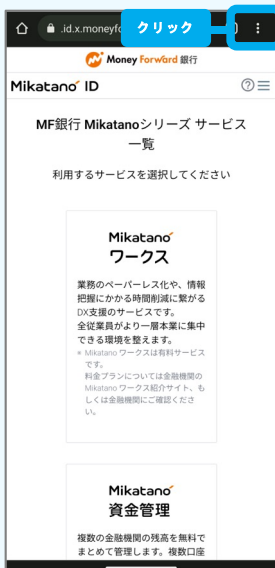 .id.x.moneyfo
クリック
Money Forward 銀行
Mikatano ID
MF銀行 Mikatanoシリーズ サービス
一覧
利用するサービスを選択してください
Mikatano
ワークス
業務のペーパーレス化や、情報
把握にかかる時間削減に繋がる
DX支援のサービスです。
全従業員がより一層本業に集中
できる環境を整えます。
※ Mikatano ワークスは有料サービス
です。
料金プランについては金融機関の
Mikatano ワークス紹介サイト、も
しくは金融機関にご確認くださ
い。
Mikatano
資金管理
複数の金融機関の残高を無料で
まとめて管理します。複数口座